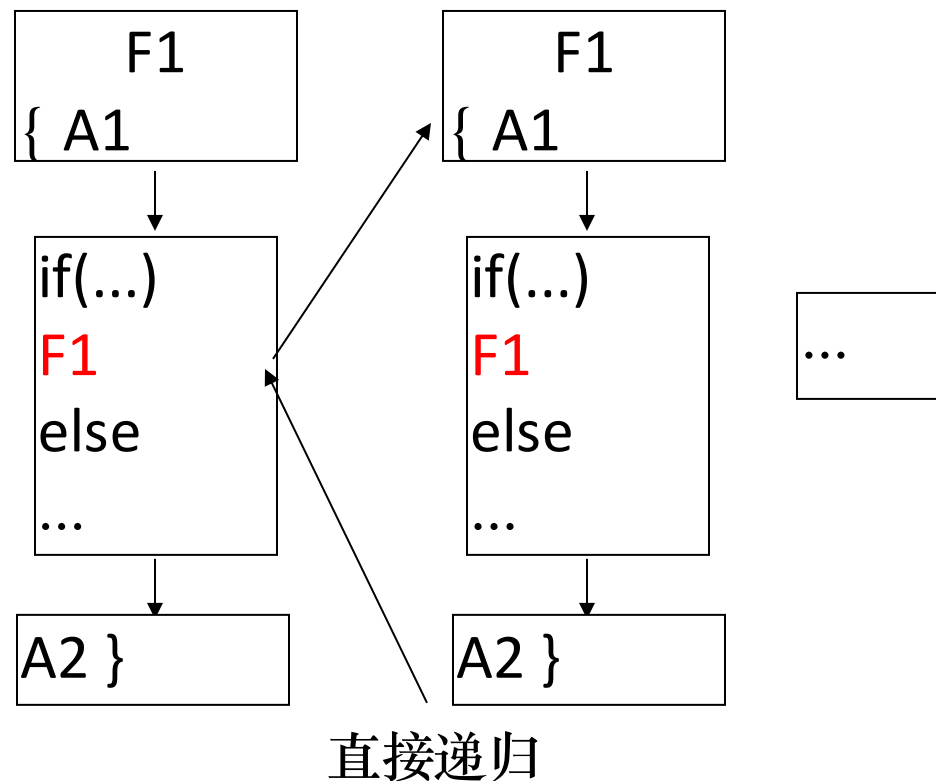 F1
{ A1
if(...)
F1
else
...
A2 }
F1
{ A1
if(...)
F1
else
...
A2 }
...
直接递归